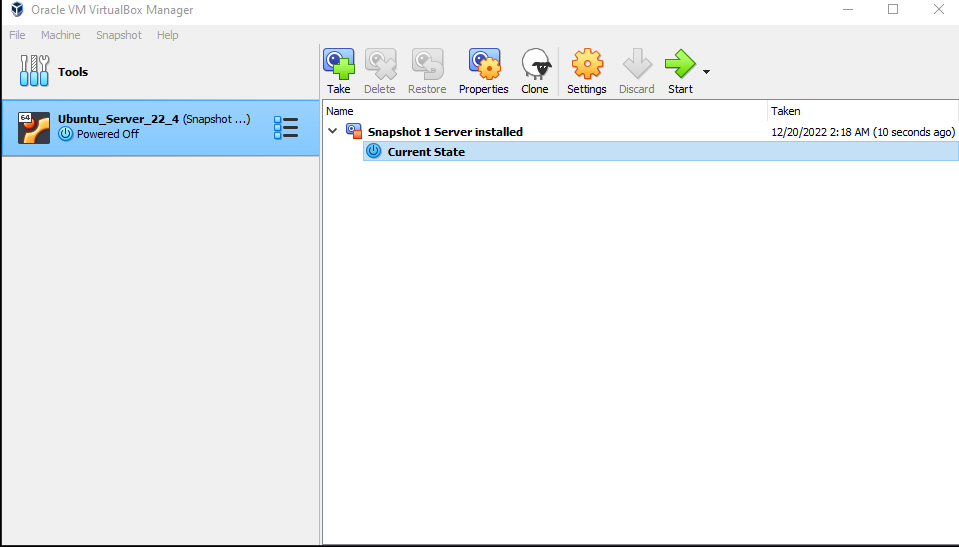 Oracle VM VirtualBox Manager
File Machine Snapshot Help
Tools
Take Delete Restore Properties Clone Settings Discard Start
64
Ubuntu_Server_22_4 (Snapshot ...)
Powered Off
Name Taken
Snapshot 1 Server installed 12/20/2022 2:18 AM (10 seconds ago)
Current State